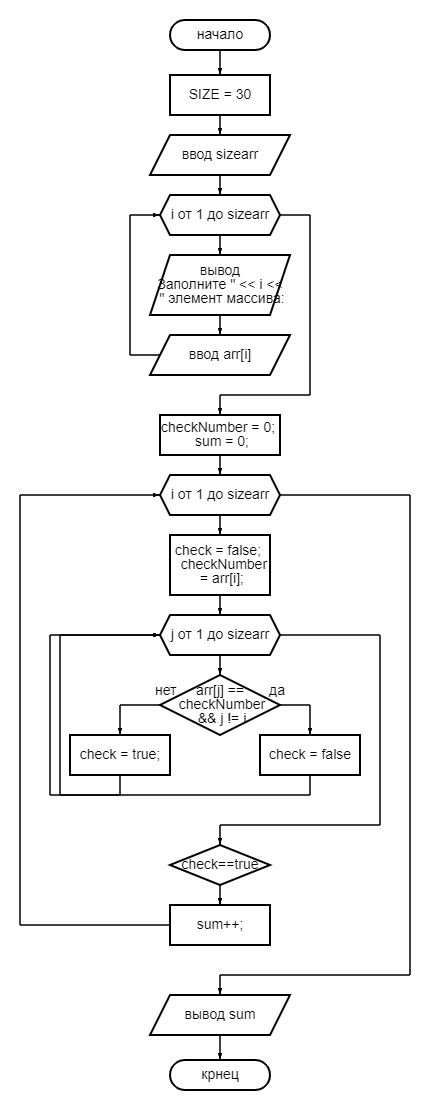 начало
SIZE = 30
ввод sizearr
i от 1 до sizearr
вывод
Заполните " << i <<
" элемент массива:
ввод arr[i]
checkNumber = 0;
sum = 0;
i от 1 до sizearr
check = false;
checkNumber
= arr[i];
j от 1 до sizearr
нет
arr[j] ==
checkNumber
&& j != i
да
check = true;
check = false
check==true
sum++;
вывод sum
крнец